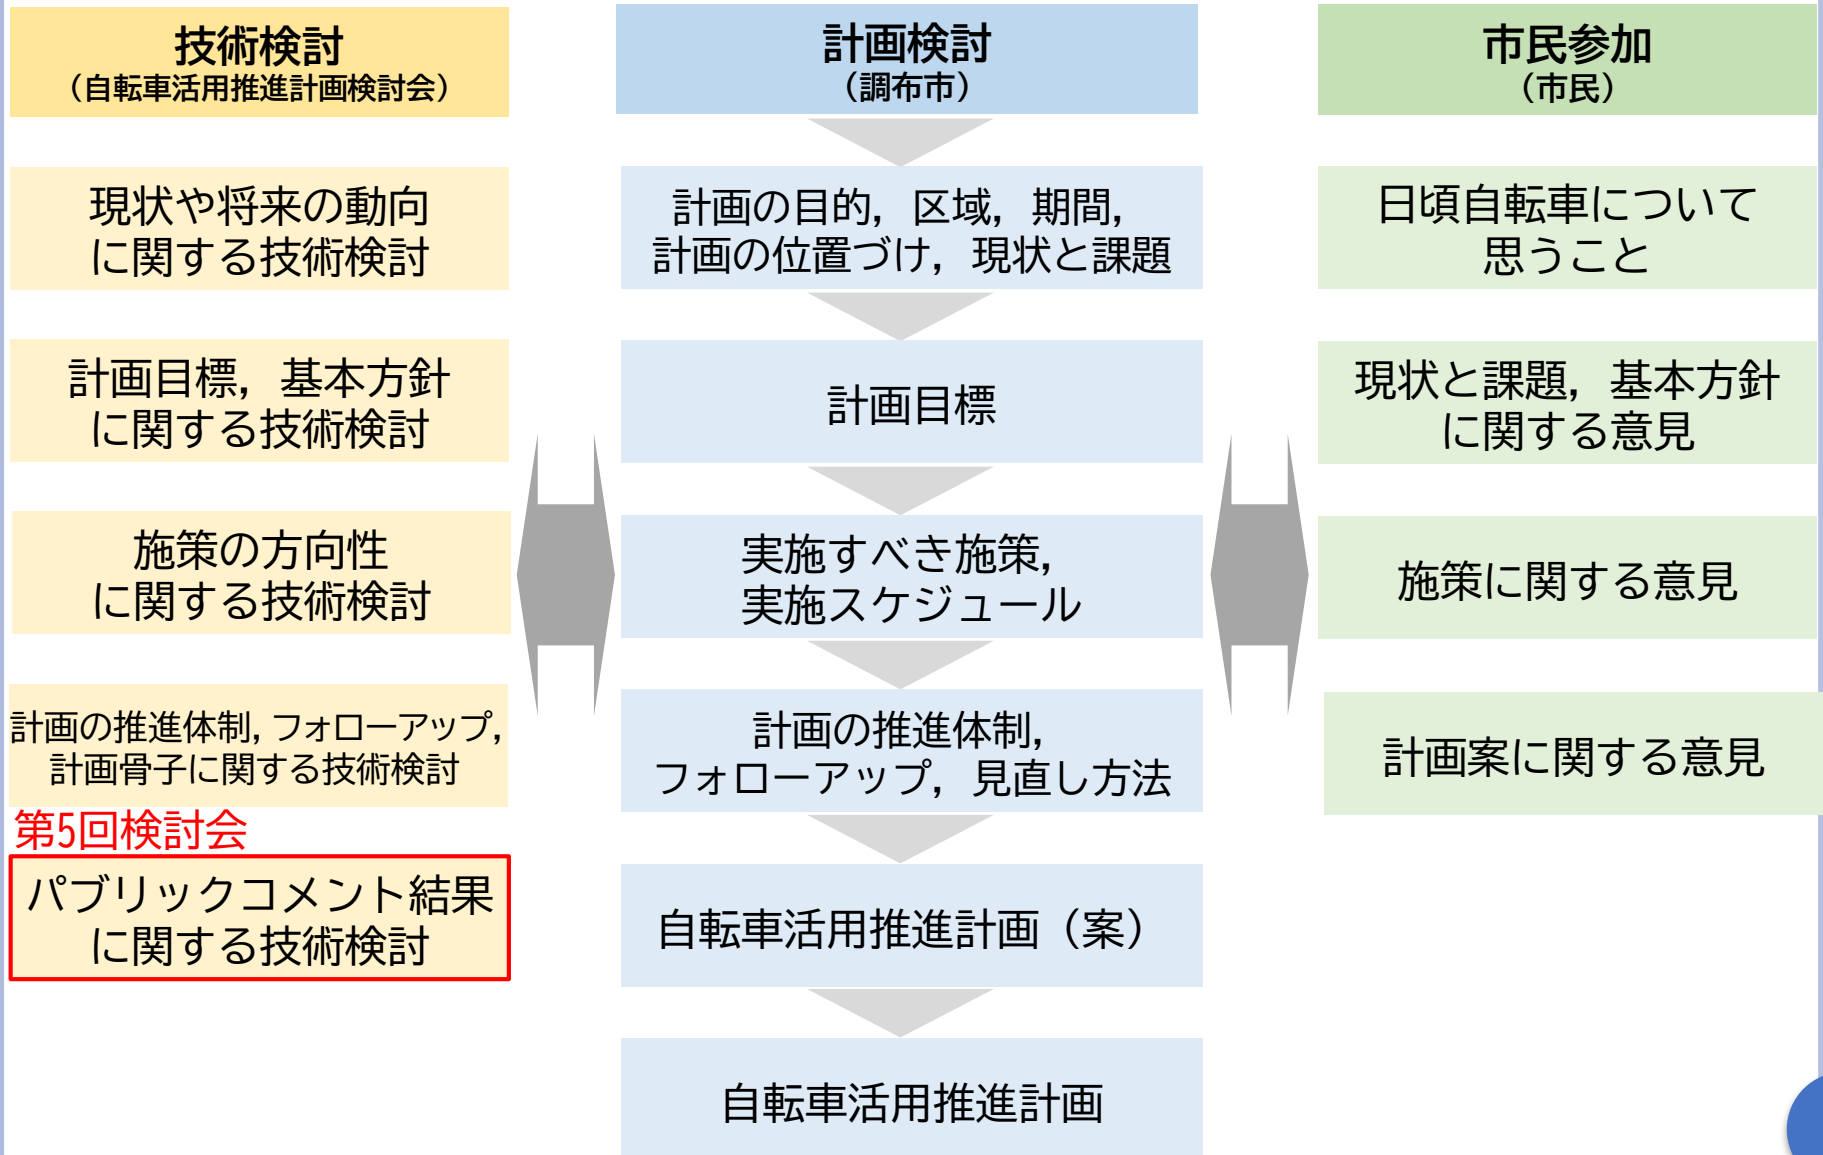 技術検討
（自転車活用推進計画検討会）
現状や将来の動向
に関する技術検討
計画目標，基本方針
に関する技術検討
施策の方向性
に関する技術検討
計画の推進体制，フォローアップ，
計画骨子に関する技術検討
第5回検討会
パブリックコメント結果
に関する技術検討
計画検討
（調布市）
計画の目的，区域，期間，
計画の位置づけ，現状と課題
計画目標
実施すべき施策，
実施スケジュール
計画の推進体制，
フォローアップ，見直し方法
自転車活用推進計画（案）
自転車活用推進計画
市民参加
（市民）
日頃自転車について
思うこと
現状と課題，基本方針
に関する意見
施策に関する意見
計画案に関する意見